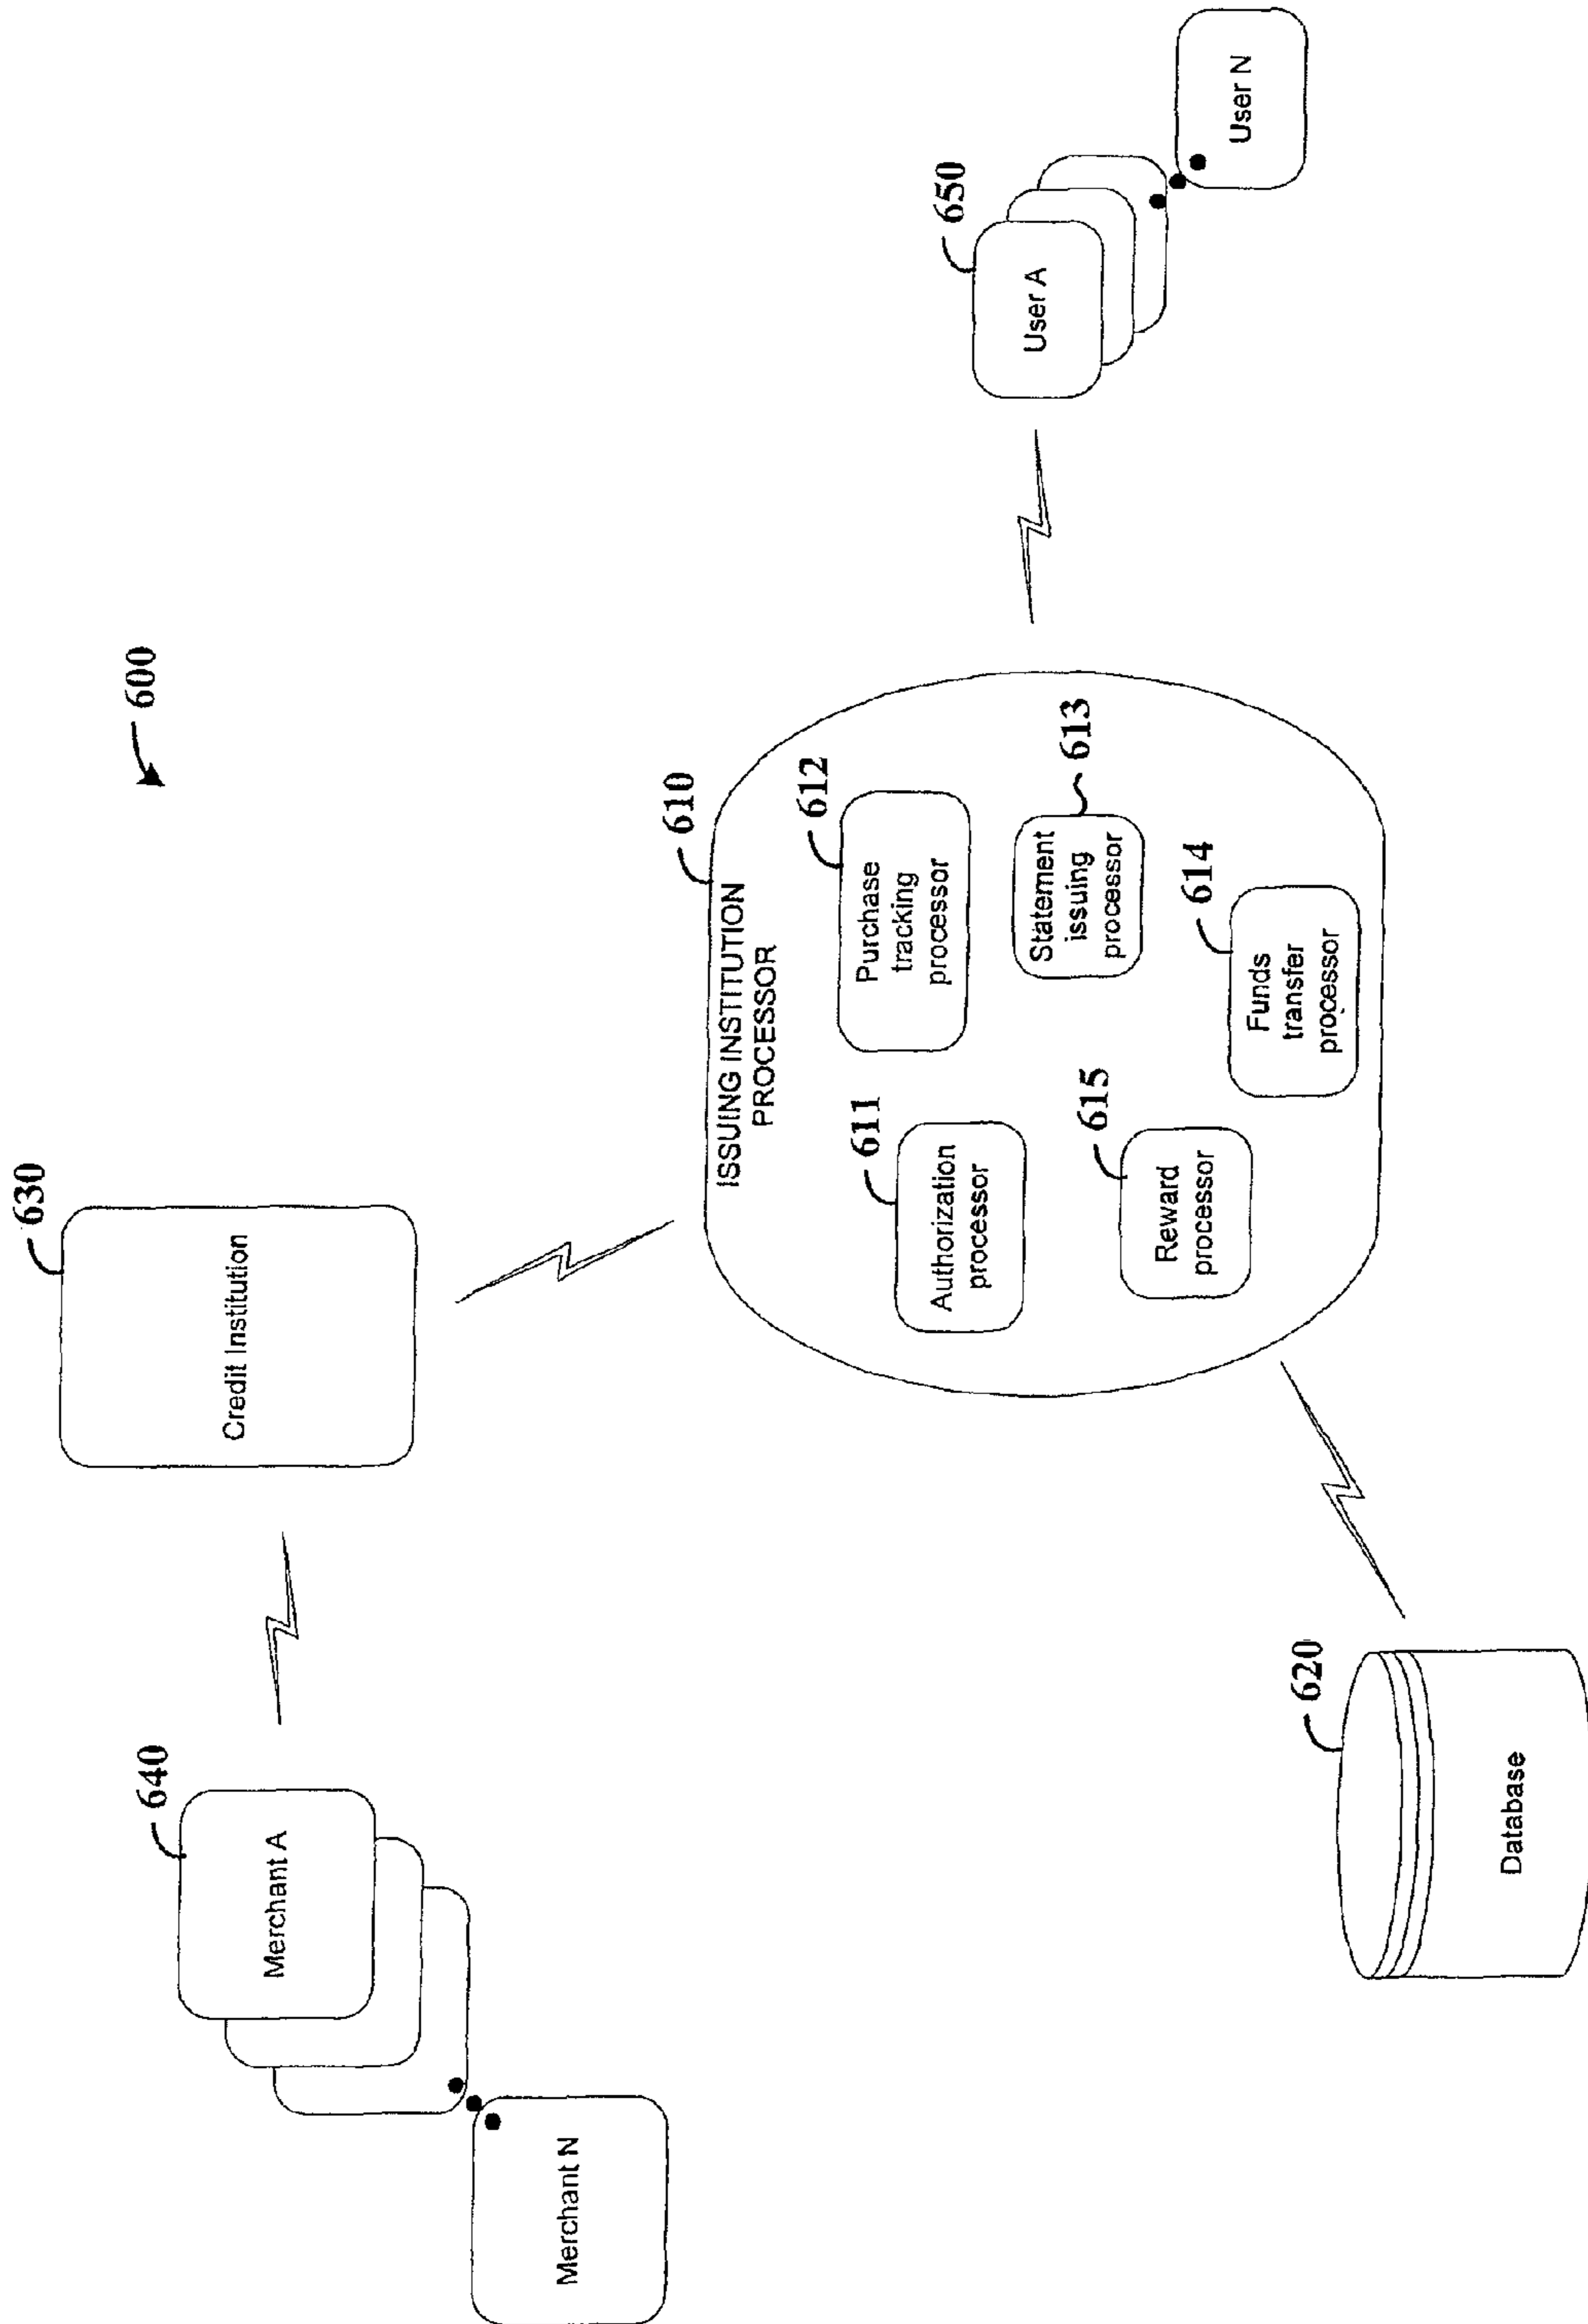 600
630
Credit Institution
640
Merchant A
Merchant N
610
ISSUING INSTITUTION
PROCESSOR
611
Authorization
processor
612
Purchase
tracking
processor
613
Statement
issuing
processor
615
Reward
processor
614
Funds
transfer
processor
650
User A
User N
620
Database